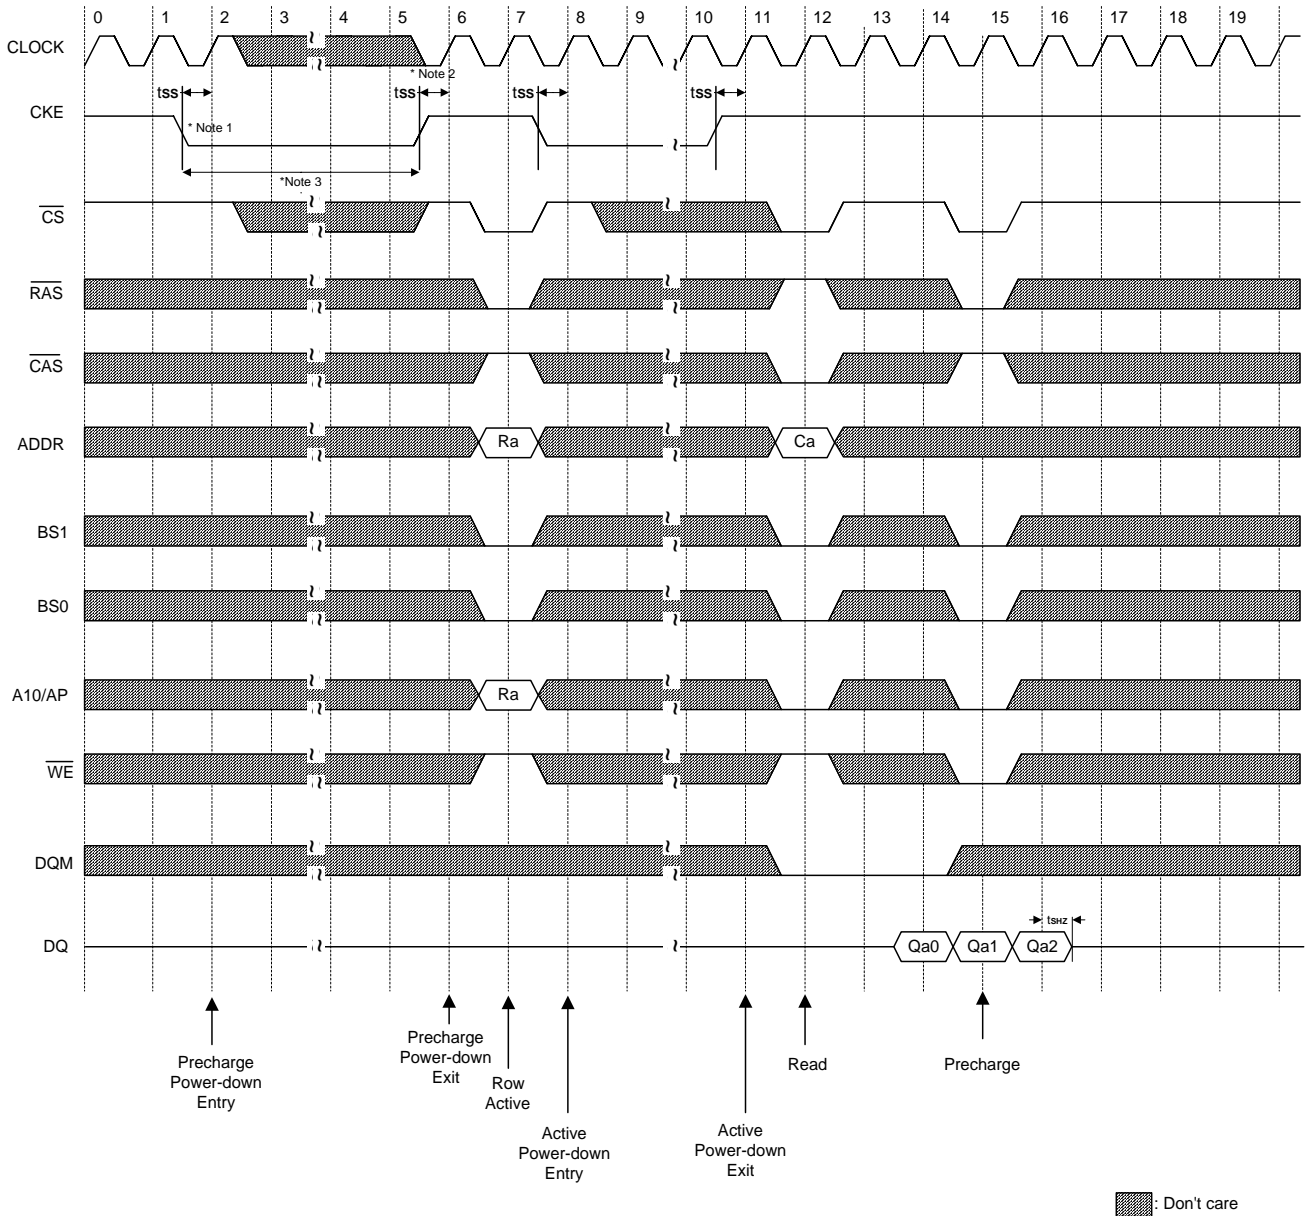 0 1 2 3 4 5 6 7 8 9 10 11 12 13 14 15 16 17 18 19
CLOCK
* Note 2
tss tss tss tss
CKE
* Note 1
*Note 3
CS
RAS
CAS
ADDR Ra Ca
BS1
BS0
A10/AP Ra
WE
DQM
tSHZ
DQ Qa0 Qa1 Qa2
Precharge
Power-down
Entry
Precharge
Power-down
Exit
Row
Active
Active
Power-down
Entry
Active
Power-down
Exit
Read
Precharge
: Don't care